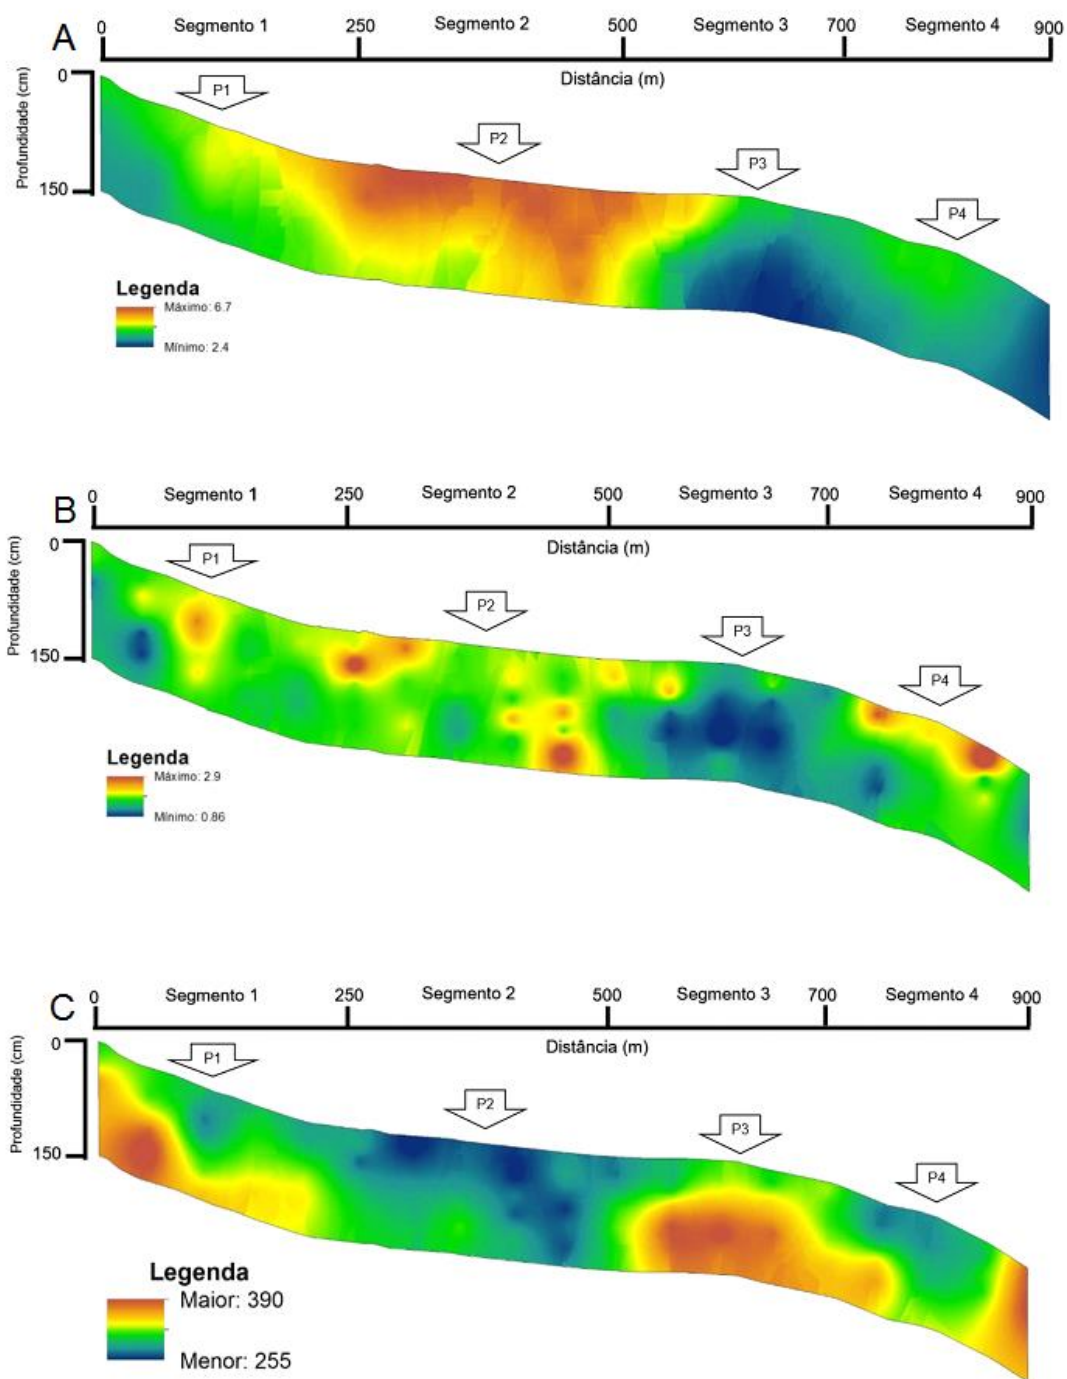 A
0 Segmento 1 250 Segmento 2 500 Segmento 3 700 Segmento 4 900
Distância (m)
Profundidade (cm)
0
150
P1
P2
P3
P4
Legenda
Máximo: 6.7
Mínimo: 2.4
B
0 Segmento 1 250 Segmento 2 500 Segmento 3 700 Segmento 4 900
Distância (m)
Profundidade (cm)
0
150
P1
P2
P3
P4
Legenda
Máximo: 2.9
Mínimo: 0.86
C
0 Segmento 1 250 Segmento 2 500 Segmento 3 700 Segmento 4 900
Distância (m)
Profundidade (cm)
0
150
P1
P2
P3
P4
Legenda
Maior: 390
Menor: 255